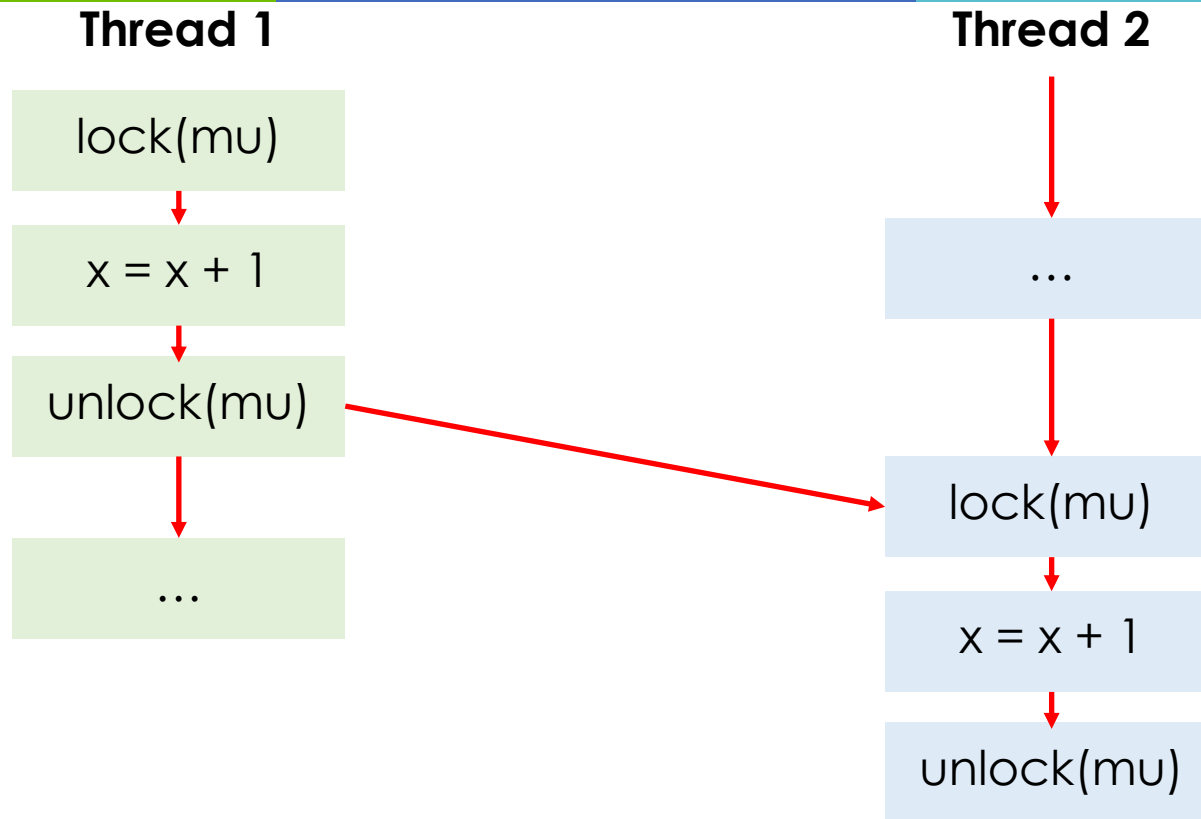 Thread 1
lock(mu)
x = x + 1
unlock(mu)
...
Thread 2
...
lock(mu)
x = x + 1
unlock(mu)